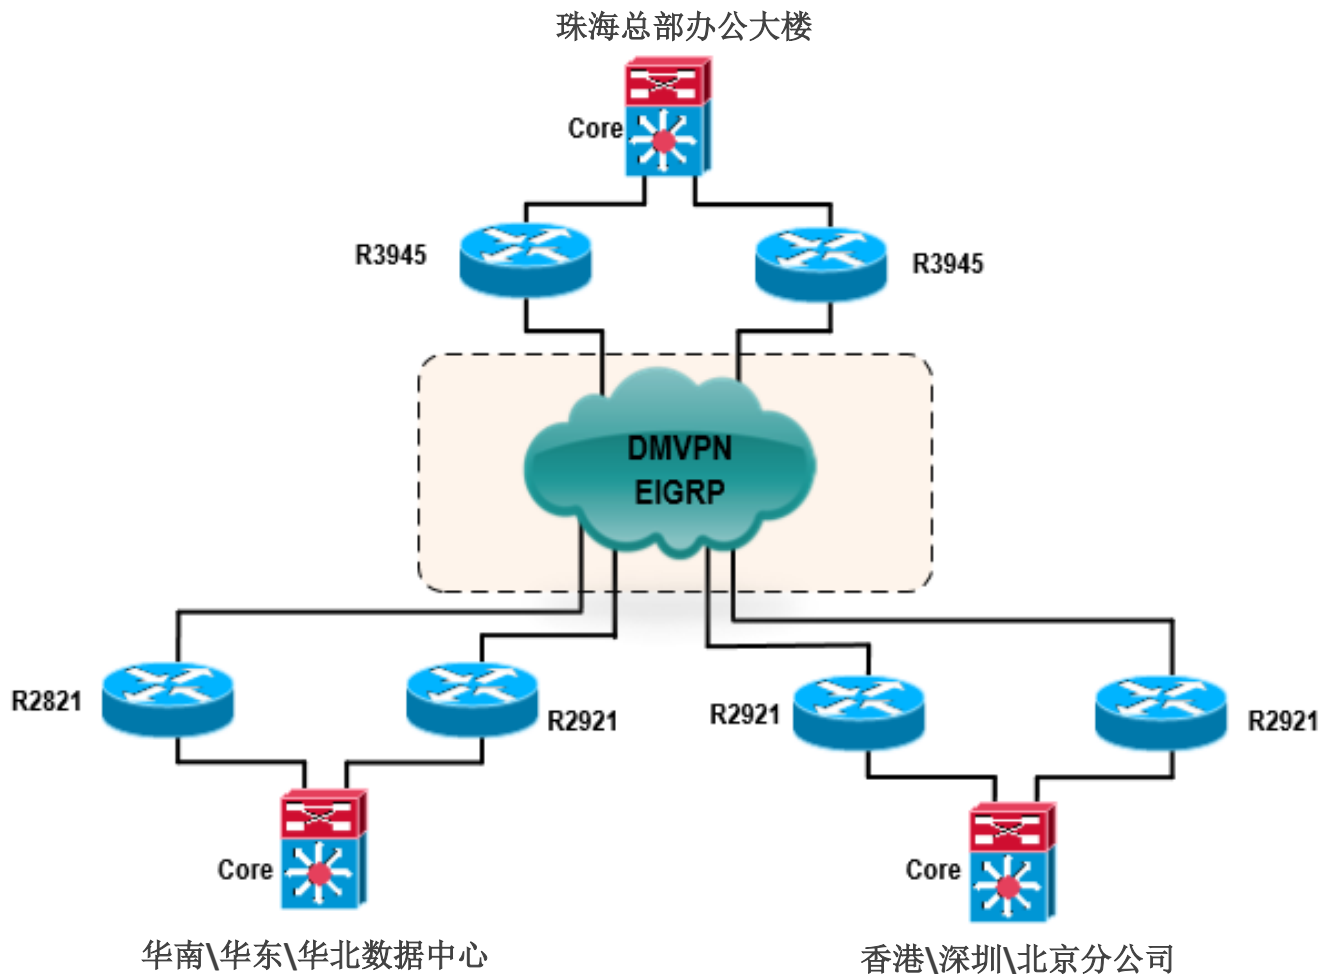 珠海总部办公大楼
Core
R3945
R3945
DMVPN
EIGRP
R2821
R2921
R2921
R2921
Core
Core
华南\华东\华北数据中心
香港\深圳\北京分公司